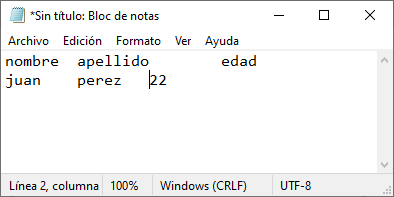 *Sin título: Bloc de notas
Archivo Edición Formato Ver Ayuda
nombre apellido edad
juan perez 22
Línea 2, columna 100% Windows (CRLF) UTF-8